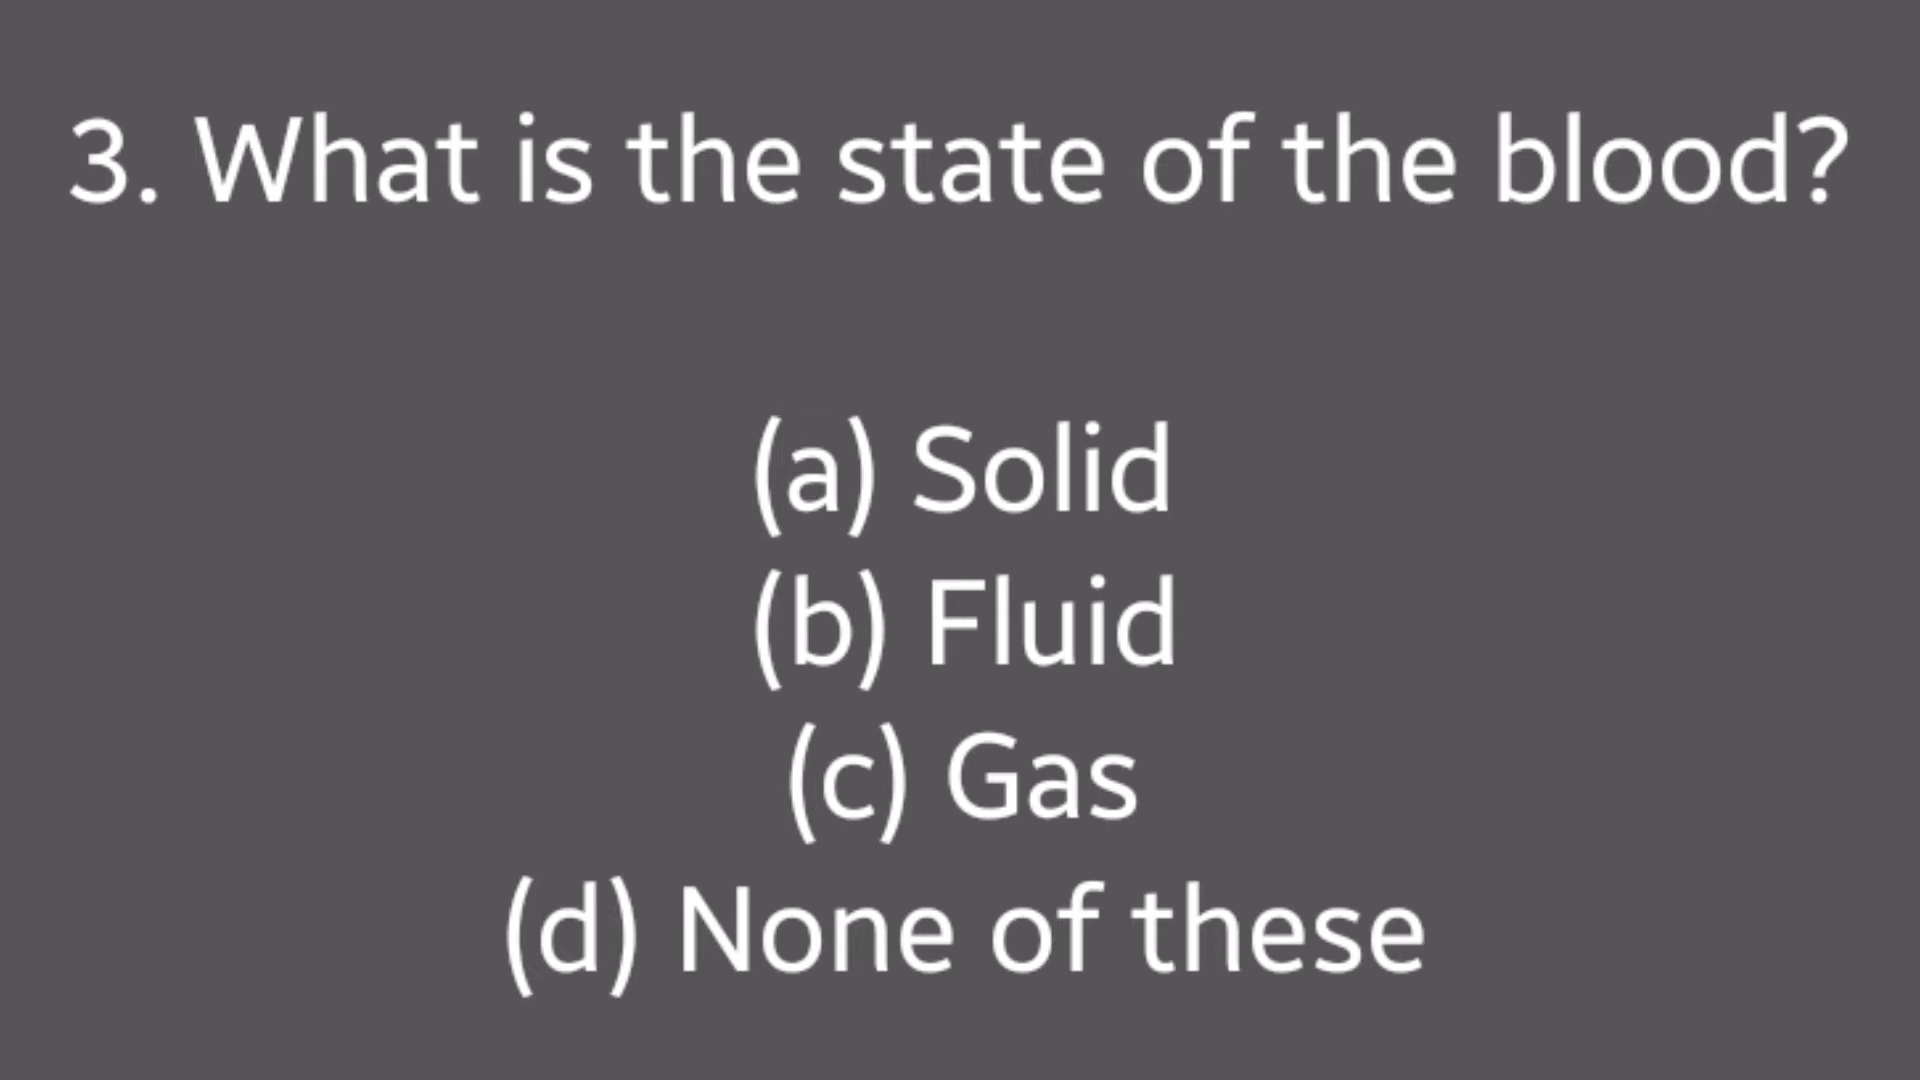 3. What is the state of the blood?
(a) Solid
(b) Fluid
(c) Gas
(d) None of these